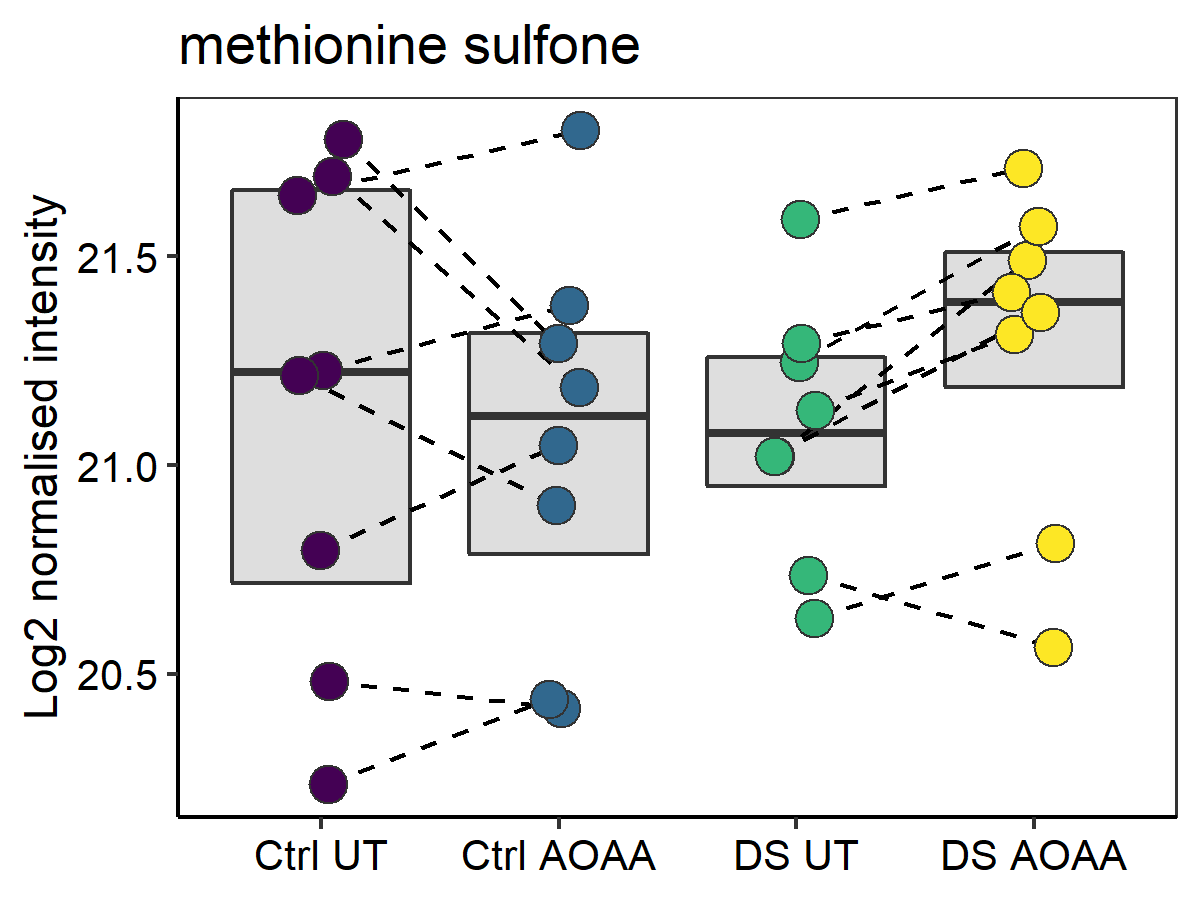 methionine sulfone
Log2 normalised intensity
21.5
21.0
20.5
Ctrl UT
Ctrl AOAA
DS UT
DS AOAA